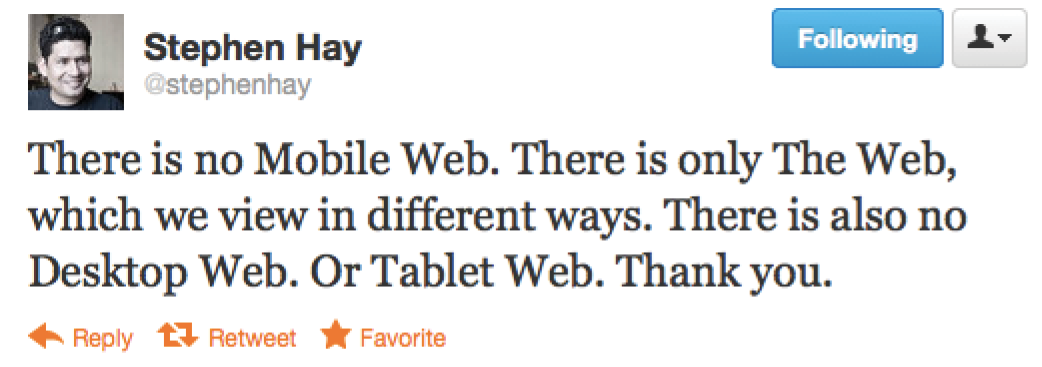 Stephen Hay
@stephenhay
Following
There is no Mobile Web. There is only The Web,
which we view in different ways. There is also no
Desktop Web. Or Tablet Web. Thank you.
Reply Retweet Favorite